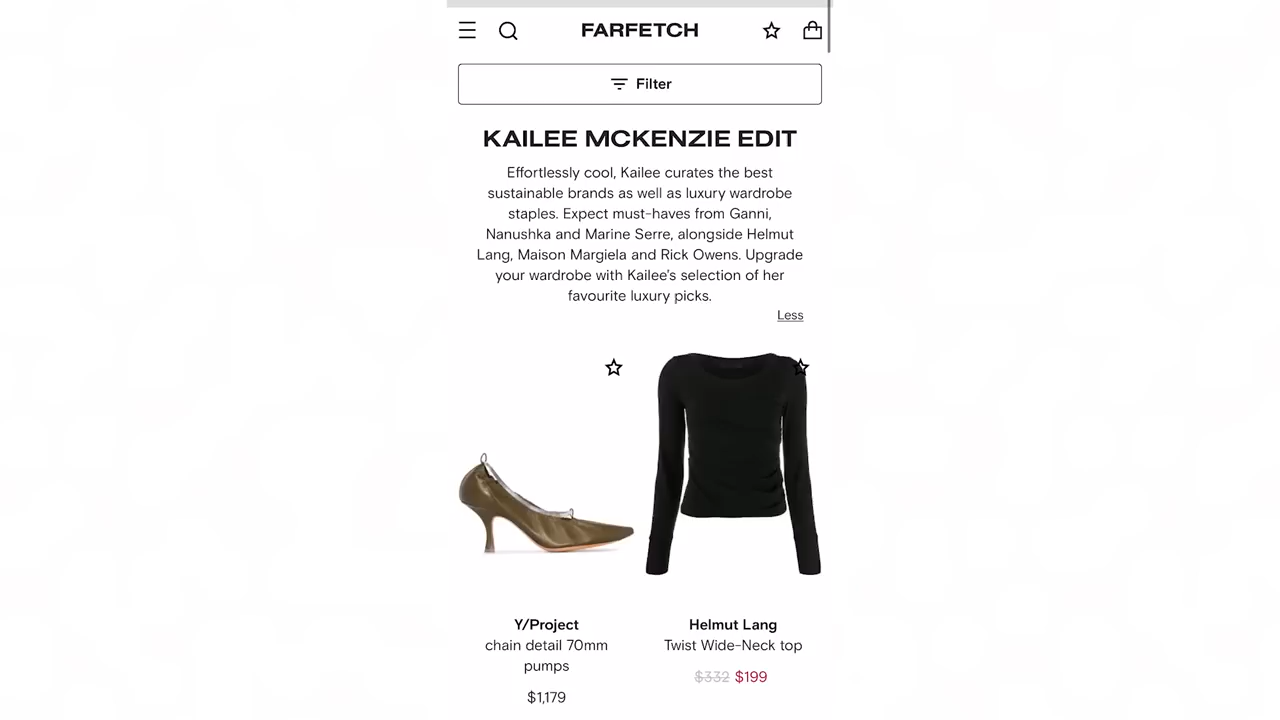 FARFETCH
Filter
KAILEE MCKENZIE EDIT
Effortlessly cool, Kailee curates the best
sustainable brands as well as luxury wardrobe
staples. Expect must-haves from Ganni,
Nanushka and Marine Serre, alongside Helmut
Lang, Maison Margiela and Rick Owens. Upgrade
your wardrobe with Kailee's selection of her
favourite luxury picks.
Less
Y/Project
chain detail 70mm
pumps
$1,179
Helmut Lang
Twist Wide-Neck top
$332 $199